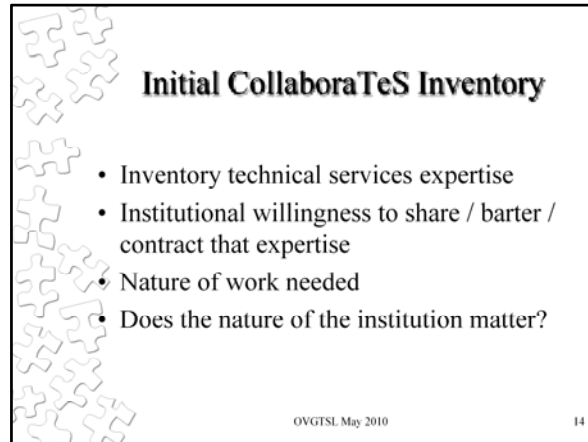 Initial CollaboraTeS Inventory
• Inventory technical services expertise
• Institutional willingness to share / barter /
contract that expertise
• Nature of work needed
• Does the nature of the institution matter?
OVGTSL May 2010
14